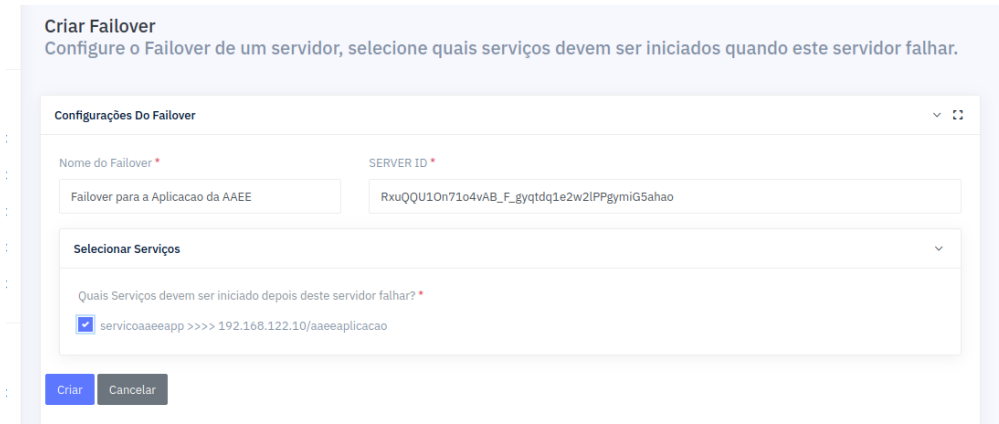 Criar Failover
Configure o Failover de um servidor, selecione quais serviços devem ser iniciados quando este servidor falhar.
Configurações Do Failover
Nome do Failover *
SERVER ID *
Failover para a Aplicacao da AAEE
RxuQQU1On71o4vAB_F_gyqtdq1e2w2lPPgymiG5ahao
Selecionar Serviços
Quais Serviços devem ser iniciado depois deste servidor falhar? *
servicoaaeeapp >>>> 192.168.122.10/aaeeaplicacao
Criar
Cancelar